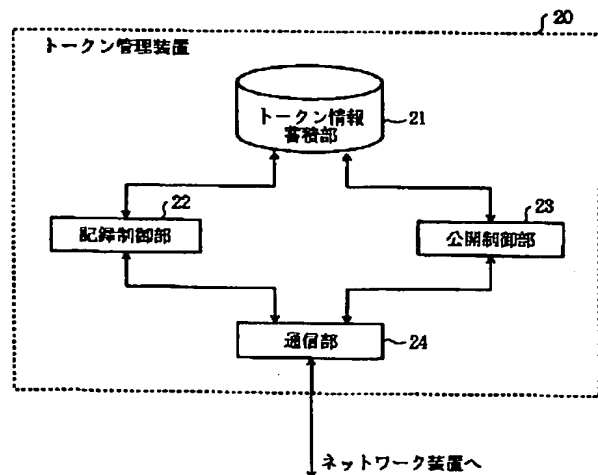 20
トークン管理装置
トークン情報
蓄積部
21
22
記録制御部
23
公開制御部
通信部
24
ネットワーク装置へ